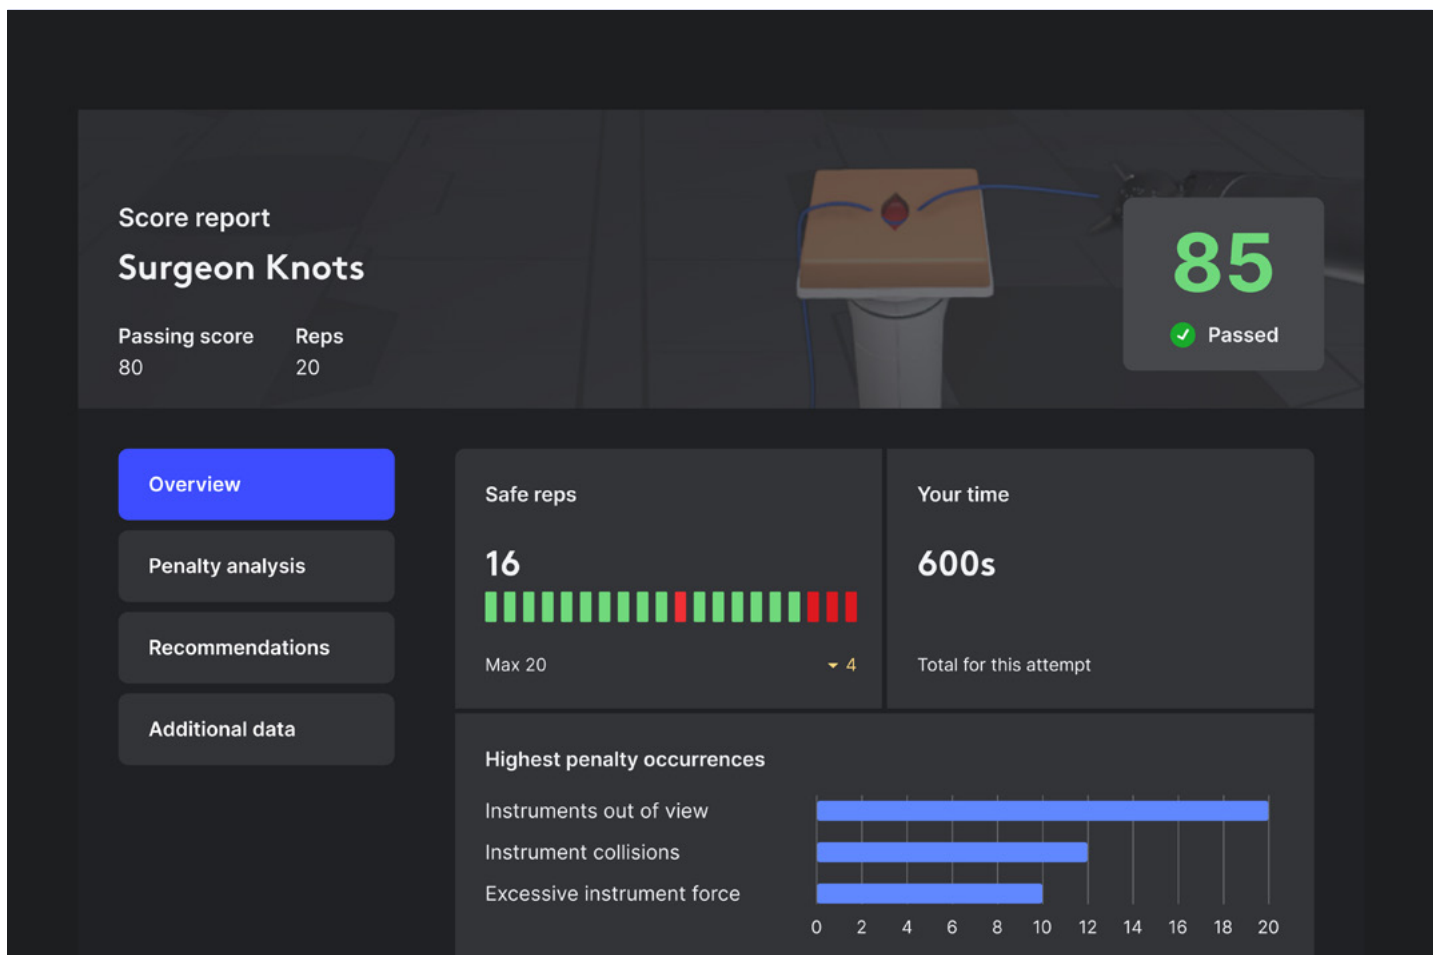 Score report
Surgeon Knots
Passing score
80
Reps
20
85
Passed
Overview
Penalty analysis
Recommendations
Additional data
Safe reps
16
Max 20
4
Your time
600s
Total for this attempt
Highest penalty occurrences
Instruments out of view
Instrument collisions
Excessive instrument force
0 2 4 6 8 10 12 14 16 18 20